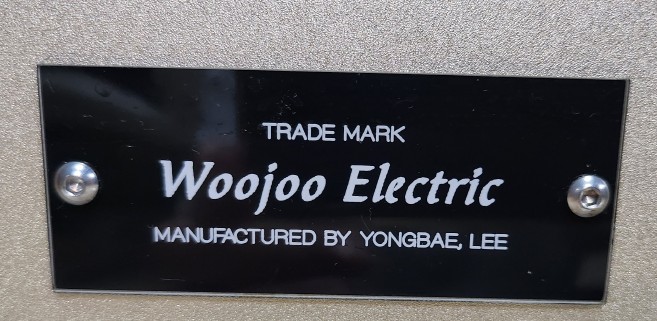 TRADE MARK
Woojoo Electric
MANUFACTURED BY YONGBAE, LEE